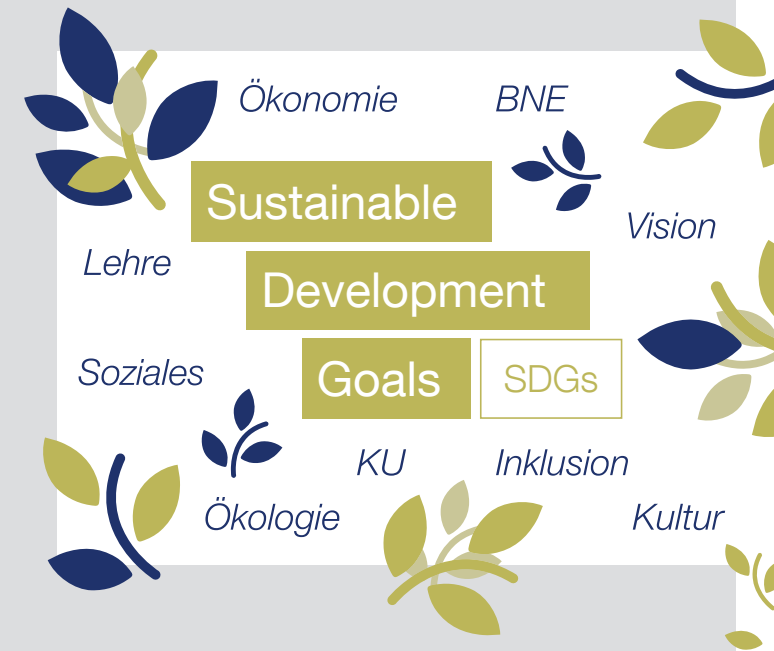 Ökonomie BNE
Sustainable
Vision
Lehre
Development
Soziales
Goals SDGs
KU Inklusion
Ökologie Kultur